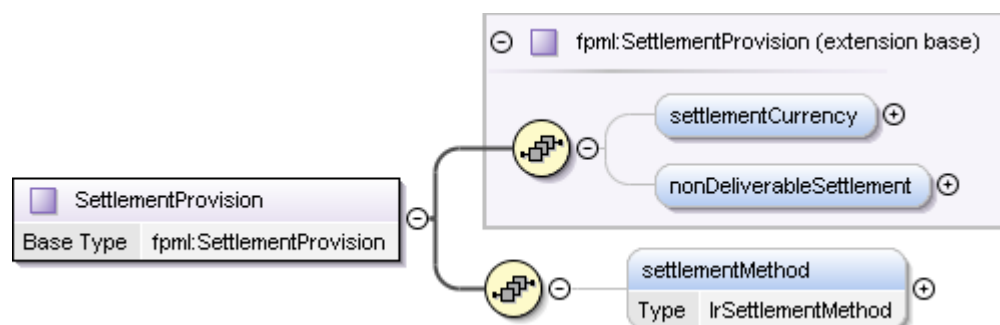 fpml:SettlementProvision (extension base)
settlementCurrency
nonDeliverableSettlement
SettlementProvision
Base Type fpml:SettlementProvision
settlementMethod
Type IrSettlementMethod